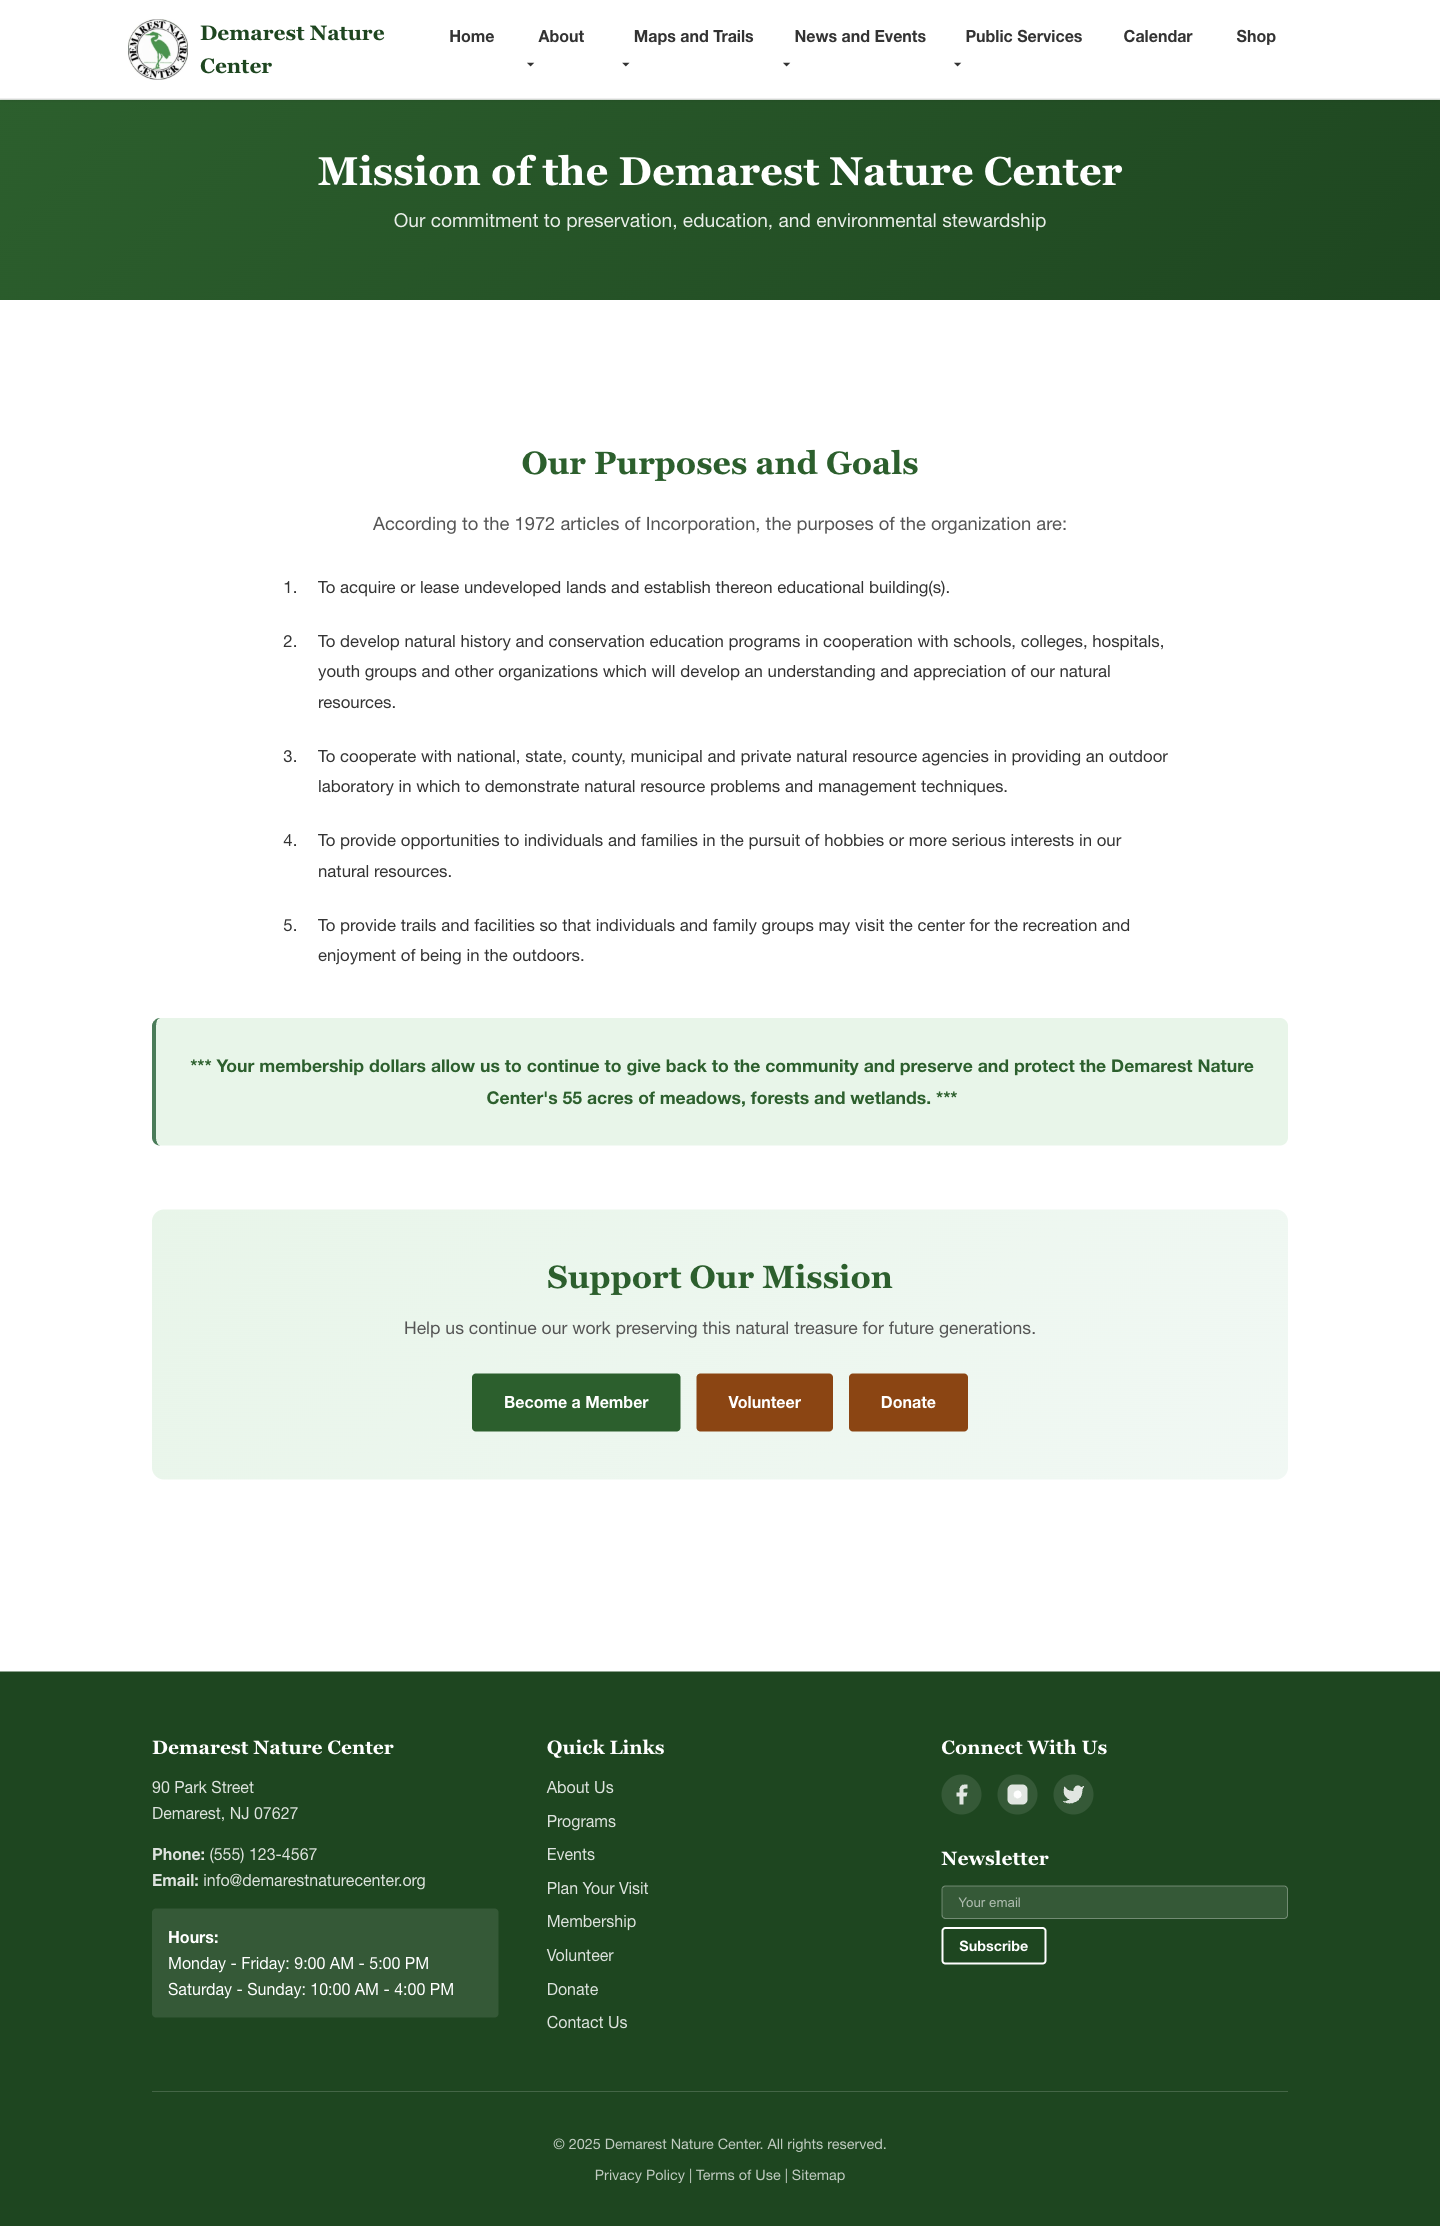 DEMAREST NATURE CENTER
Demarest Nature
Center
Home
About
Maps and Trails
News and Events
Public Services
Calendar
Shop
Mission of the Demarest Nature Center
Our commitment to preservation, education, and environmental stewardship
Our Purposes and Goals
According to the 1972 articles of Incorporation, the purposes of the organization are:
1. To acquire or lease undeveloped lands and establish thereon educational building(s).
2. To develop natural history and conservation education programs in cooperation with schools, colleges, hospitals,
youth groups and other organizations which will develop an understanding and appreciation of our natural
resources.
3. To cooperate with national, state, county, municipal and private natural resource agencies in providing an outdoor
laboratory in which to demonstrate natural resource problems and management techniques.
4. To provide opportunities to individuals and families in the pursuit of hobbies or more serious interests in our
natural resources.
5. To provide trails and facilities so that individuals and family groups may visit the center for the recreation and
enjoyment of being in the outdoors.
*** Your membership dollars allow us to continue to give back to the community and preserve and protect the Demarest Nature
Center's 55 acres of meadows, forests and wetlands. ***
Support Our Mission
Help us continue our work preserving this natural treasure for future generations.
Become a Member
Volunteer
Donate
Demarest Nature Center
90 Park Street
Demarest, NJ 07627
Phone: (555) 123-4567
Email: info@demarestnaturecenter.org
Hours:
Monday - Friday: 9:00 AM - 5:00 PM
Saturday - Sunday: 10:00 AM - 4:00 PM
Quick Links
About Us
Programs
Events
Plan Your Visit
Membership
Volunteer
Donate
Contact Us
Connect With Us
Newsletter
Your email
Subscribe
© 2025 Demarest Nature Center. All rights reserved.
Privacy Policy | Terms of Use | Sitemap